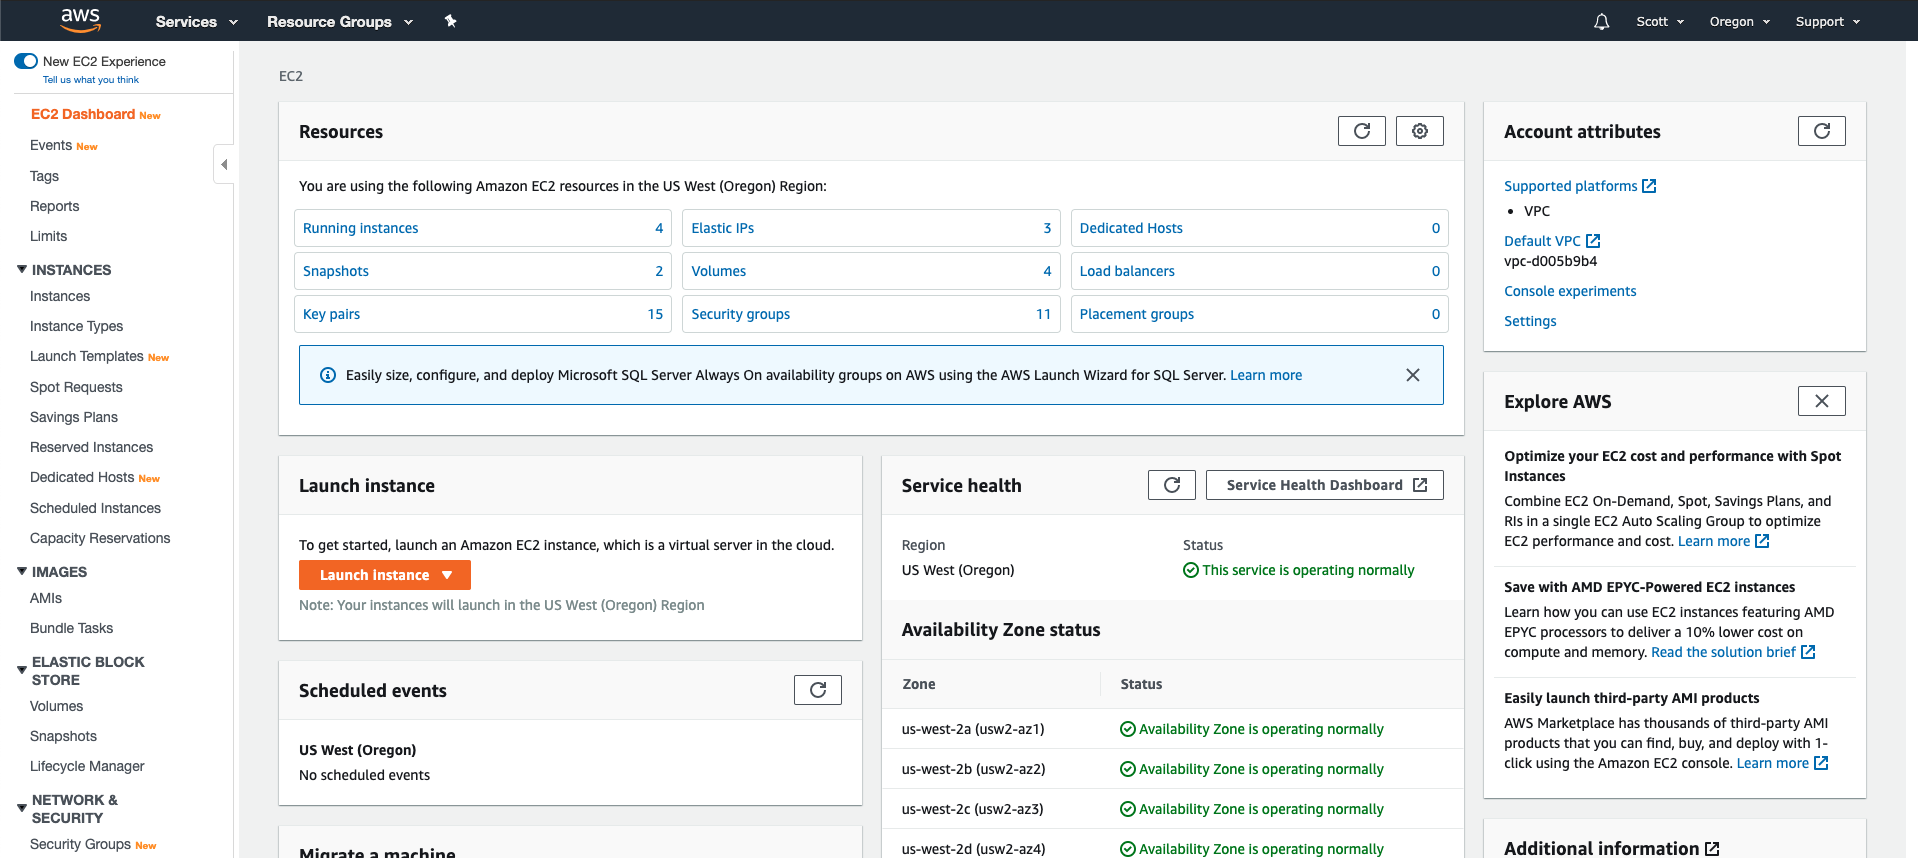 aws
Services
Resource Groups
Scott
Oregon
Support
New EC2 Experience
Tell us what you think
EC2 Dashboard New
Events New
Tags
Reports
Limits
INSTANCES
Instances
Instance Types
Launch Templates New
Spot Requests
Savings Plans
Reserved Instances
Dedicated Hosts New
Scheduled Instances
Capacity Reservations
IMAGES
AMIs
Bundle Tasks
ELASTIC BLOCK
STORE
Volumes
Snapshots
Lifecycle Manager
NETWORK &
SECURITY
Security Groups New
EC2
Resources
You are using the following Amazon EC2 resources in the US West (Oregon) Region:
Running instances 4
Elastic IPs 3
Dedicated Hosts 0
Snapshots 2
Volumes 4
Load balancers 0
Key pairs 15
Security groups 11
Placement groups 0
Easily size, configure, and deploy Microsoft SQL Server Always On availability groups on AWS using the AWS Launch Wizard for SQL Server. Learn more
Launch instance
To get started, launch an Amazon EC2 instance, which is a virtual server in the cloud.
Launch instance
Note: Your instances will launch in the US West (Oregon) Region
Scheduled events
US West (Oregon)
No scheduled events
Migrate a machine
Service health
Service Health Dashboard
Region
Status
US West (Oregon)
This service is operating normally
Availability Zone status
Zone
Status
us-west-2a (usw2-az1)
Availability Zone is operating normally
us-west-2b (usw2-az2)
Availability Zone is operating normally
us-west-2c (usw2-az3)
Availability Zone is operating normally
us-west-2d (usw2-az4)
Availability Zone is operating normally
Account attributes
Supported platforms
• VPC
Default VPC
vpc-d005b9b4
Console experiments
Settings
Explore AWS
Optimize your EC2 cost and performance with Spot
Instances
Combine EC2 On-Demand, Spot, Savings Plans, and
RIs in a single EC2 Auto Scaling Group to optimize
EC2 performance and cost. Learn more
Save with AMD EPYC-Powered EC2 instances
Learn how you can use EC2 instances featuring AMD
EPYC processors to deliver a 10% lower cost on
compute and memory. Read the solution brief
Easily launch third-party AMI products
AWS Marketplace has thousands of third-party AMI
products that you can find, buy, and deploy with 1-
click using the Amazon EC2 console. Learn more
Additional information